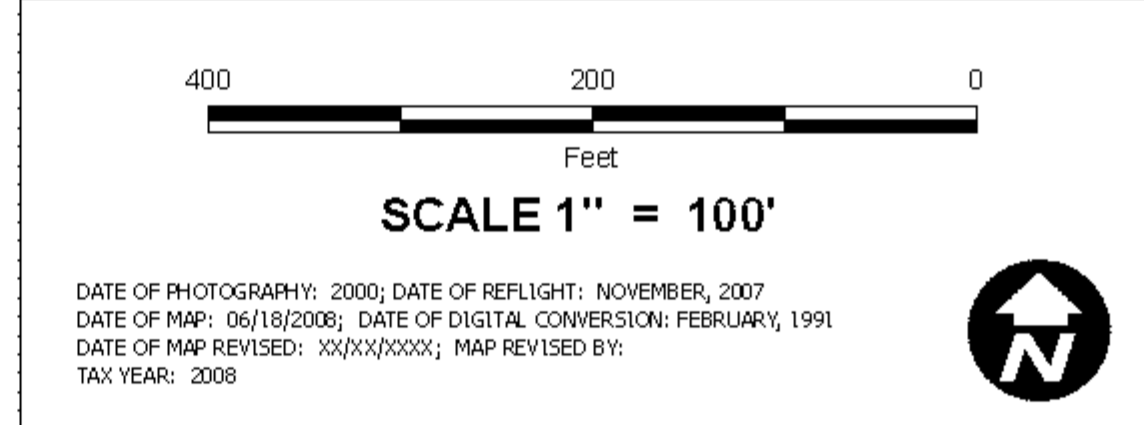 400 200 0
Feet
SCALE 1" = 100'
DATE OF PHOTOGRAPHY: 2000; DATE OF REFLIGHT: NOVEMBER, 2007
DATE OF MAP: 06/18/2008; DATE OF DIGITAL CONVERSION: FEBRUARY, 1991
DATE OF MAP REVISED: XX/XX/XXXX; MAP REVISED BY:
TAX YEAR: 2008
N